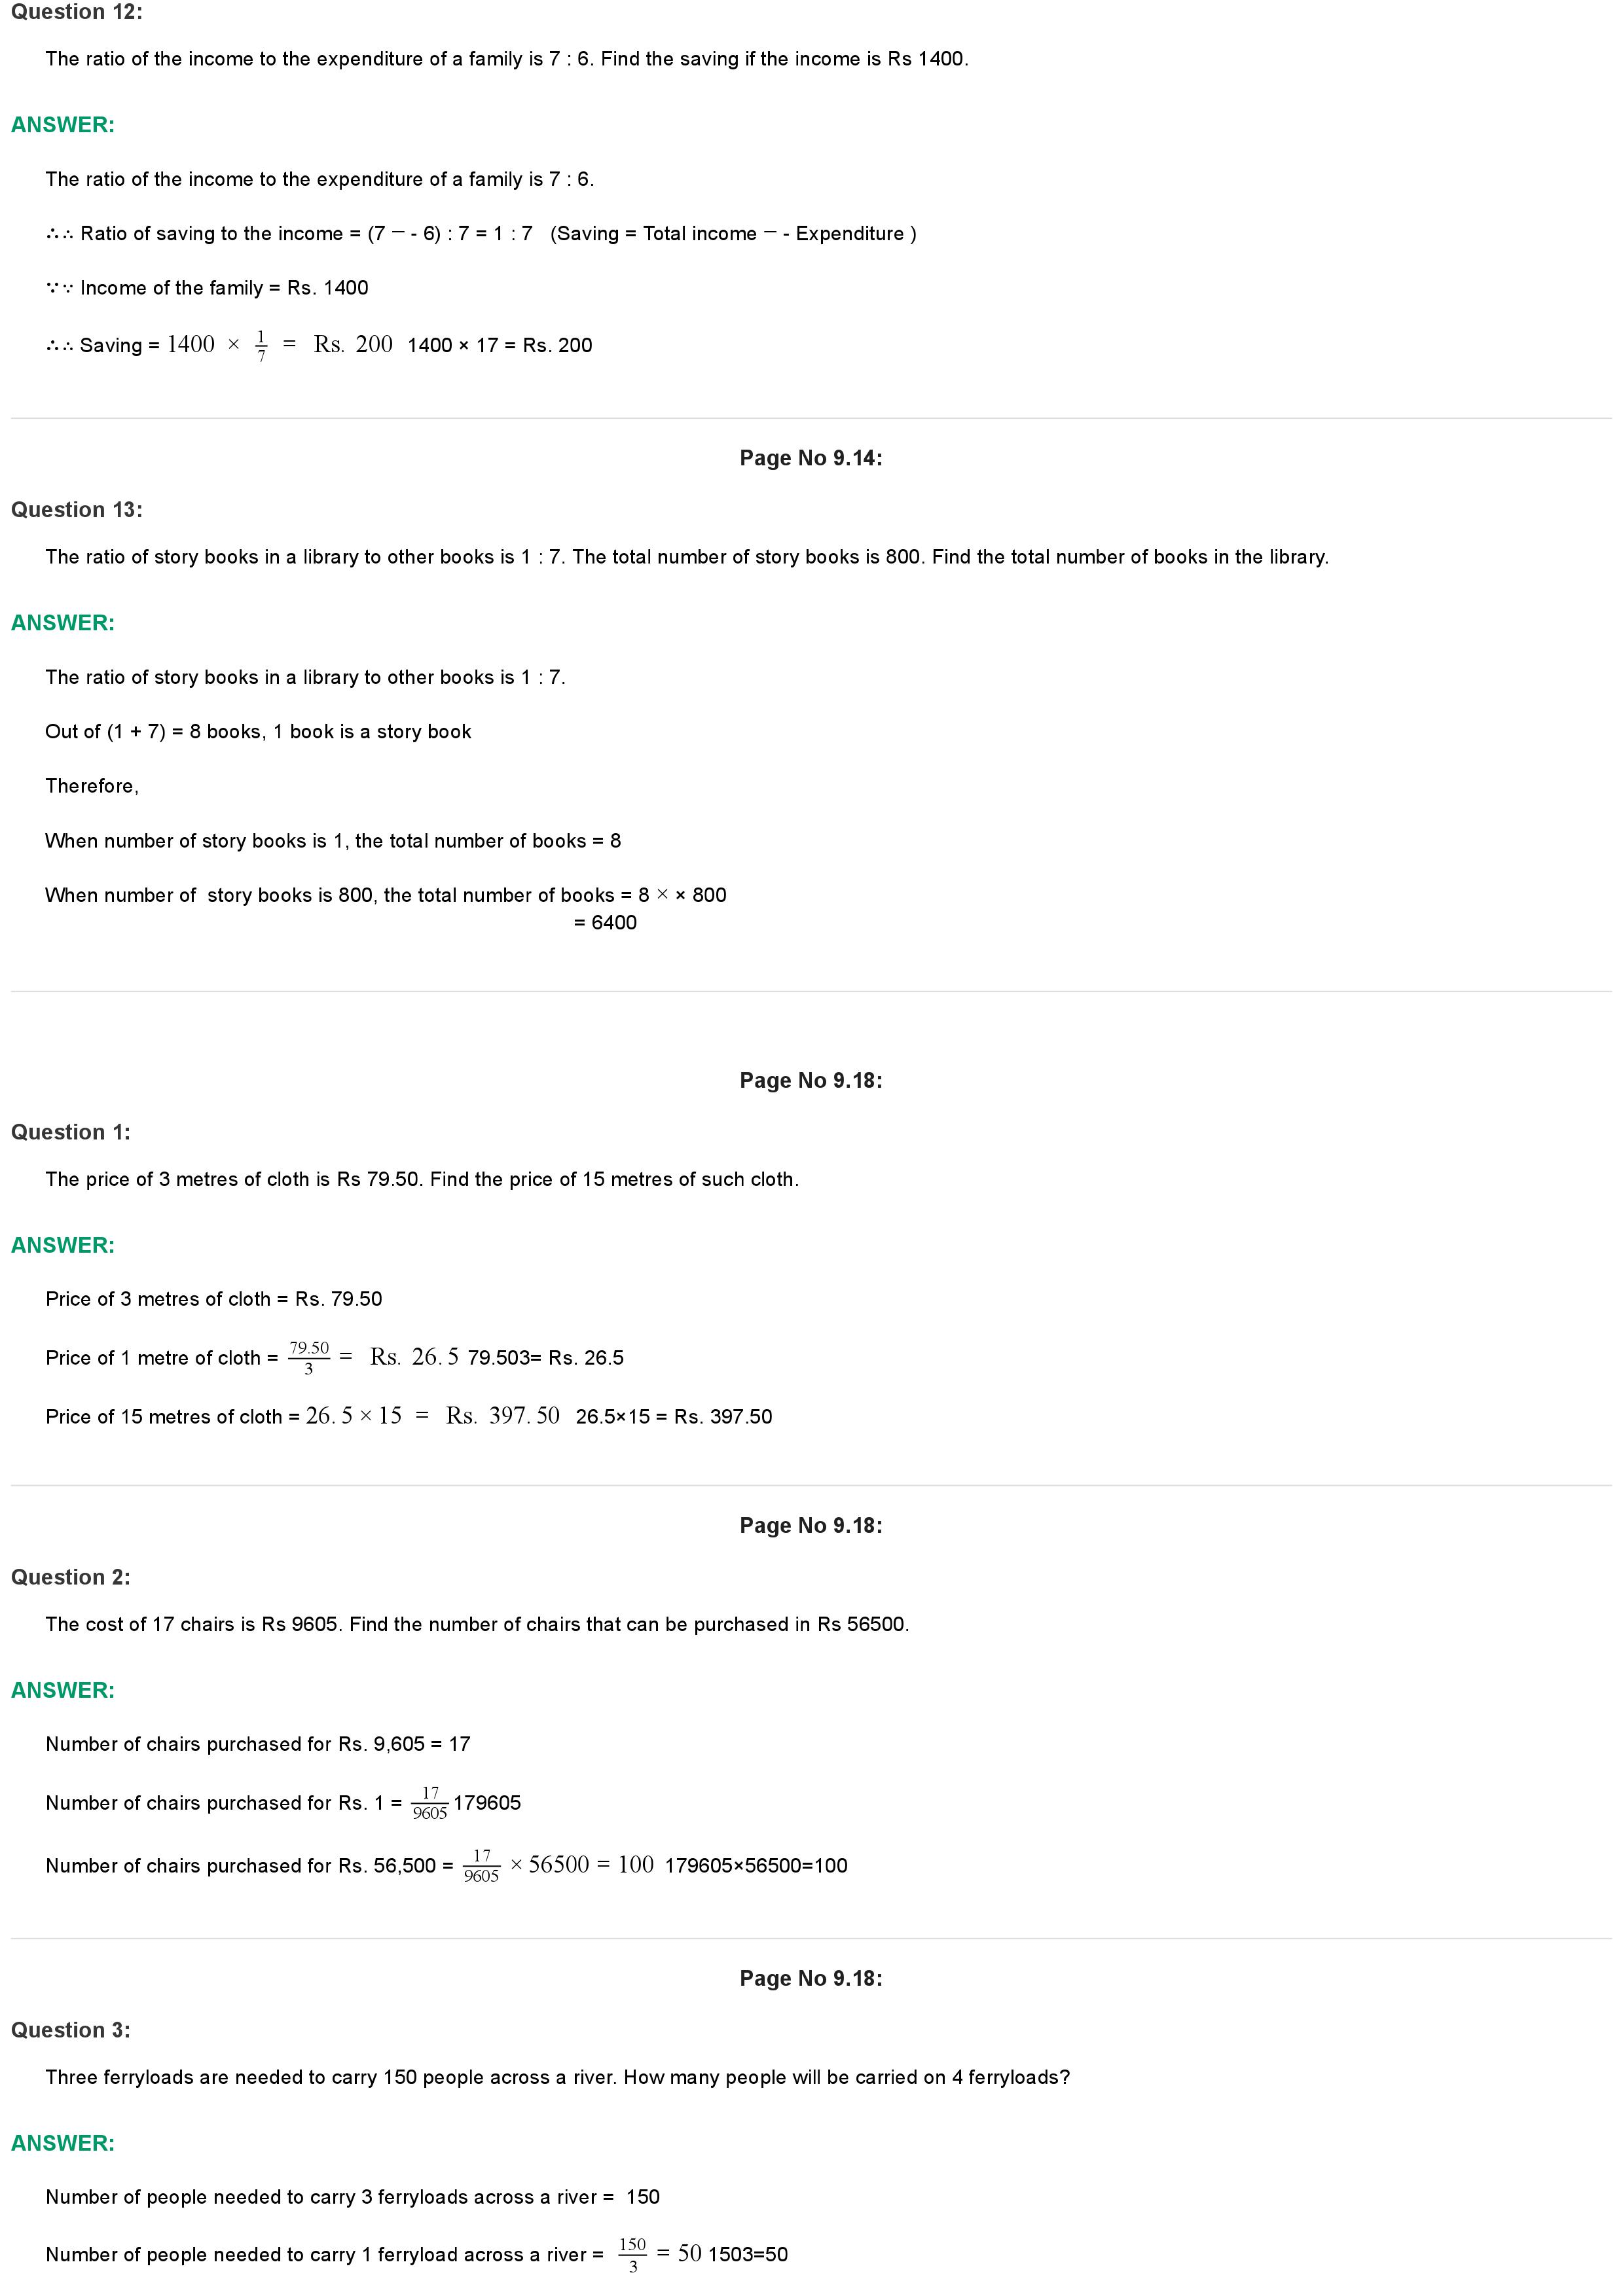 Question 12:
The ratio of the income to the expenditure of a family is 7 : 6. Find the saving if the income is Rs 1400.
ANSWER:
The ratio of the income to the expenditure of a family is 7 : 6.
∴∴ Ratio of saving to the income = (7 − - 6) : 7 = 1 : 7 (Saving = Total income − - Expenditure )
∵∵ Income of the family = Rs. 1400
∴∴ Saving = 1400 × 1/7 = Rs. 200 1400 × 17 = Rs. 200
Page No 9.14:
Question 13:
The ratio of story books in a library to other books is 1 : 7. The total number of story books is 800. Find the total number of books in the library.
ANSWER:
The ratio of story books in a library to other books is 1 : 7.
Out of (1 + 7) = 8 books, 1 book is a story book
Therefore,
When number of story books is 1, the total number of books = 8
When number of story books is 800, the total number of books = 8 × × 800
= 6400
Page No 9.18:
Question 1:
The price of 3 metres of cloth is Rs 79.50. Find the price of 15 metres of such cloth.
ANSWER:
Price of 3 metres of cloth = Rs. 79.50
Price of 1 metre of cloth = 79.50/3 = Rs. 26. 5 79.503= Rs. 26.5
Price of 15 metres of cloth = 26. 5 × 15 = Rs. 397. 50 26.5×15 = Rs. 397.50
Page No 9.18:
Question 2:
The cost of 17 chairs is Rs 9605. Find the number of chairs that can be purchased in Rs 56500.
ANSWER:
Number of chairs purchased for Rs. 9,605 = 17
Number of chairs purchased for Rs. 1 = 17/9605 179605
Number of chairs purchased for Rs. 56,500 = 17/9605 × 56500 = 100 179605×56500=100
Page No 9.18:
Question 3:
Three ferryloads are needed to carry 150 people across a river. How many people will be carried on 4 ferryloads?
ANSWER:
Number of people needed to carry 3 ferryloads across a river = 150
Number of people needed to carry 1 ferryload across a river = 150/3 = 50 1503=50